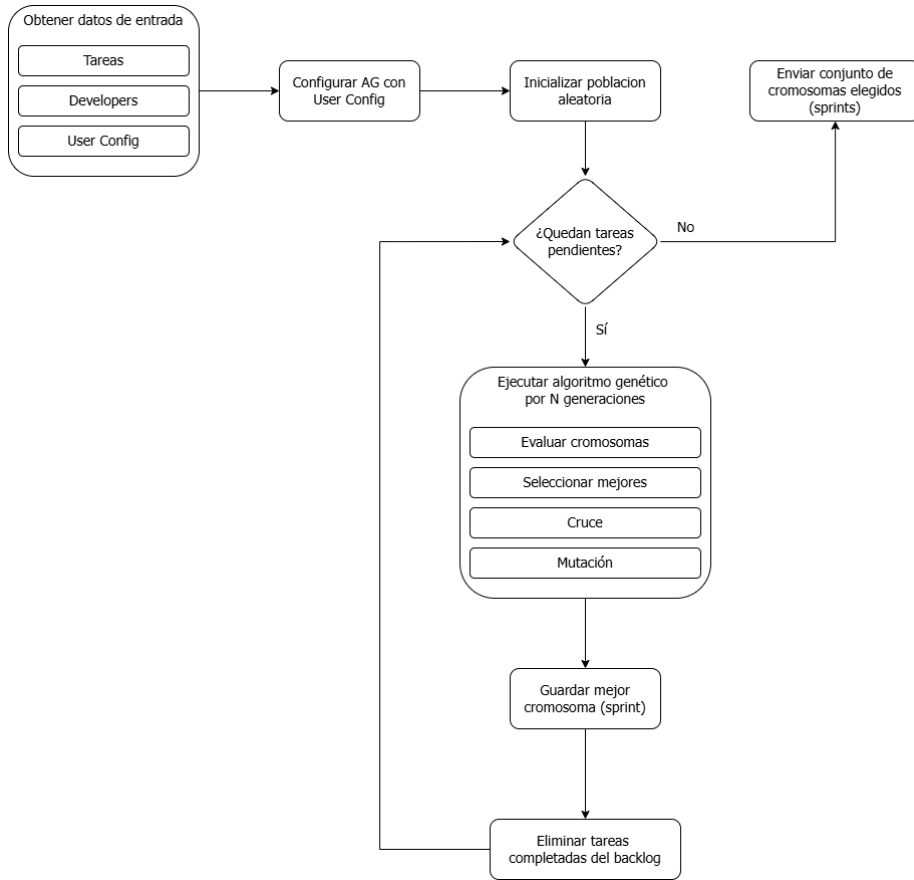 Obtener datos de entrada
Tareas
Developers
User Config
Configurar AG con
User Config
Inicializar poblacion
aleatoria
Enviar conjunto de
cromosomas elegidos
(sprints)
¿Quedan tareas
pendientes?
No
Sí
Ejecutar algoritmo genético
por N generaciones
Evaluar cromosomas
Seleccionar mejores
Cruce
Mutación
Guardar mejor
cromosoma (sprint)
Eliminar tareas
completadas del backlog